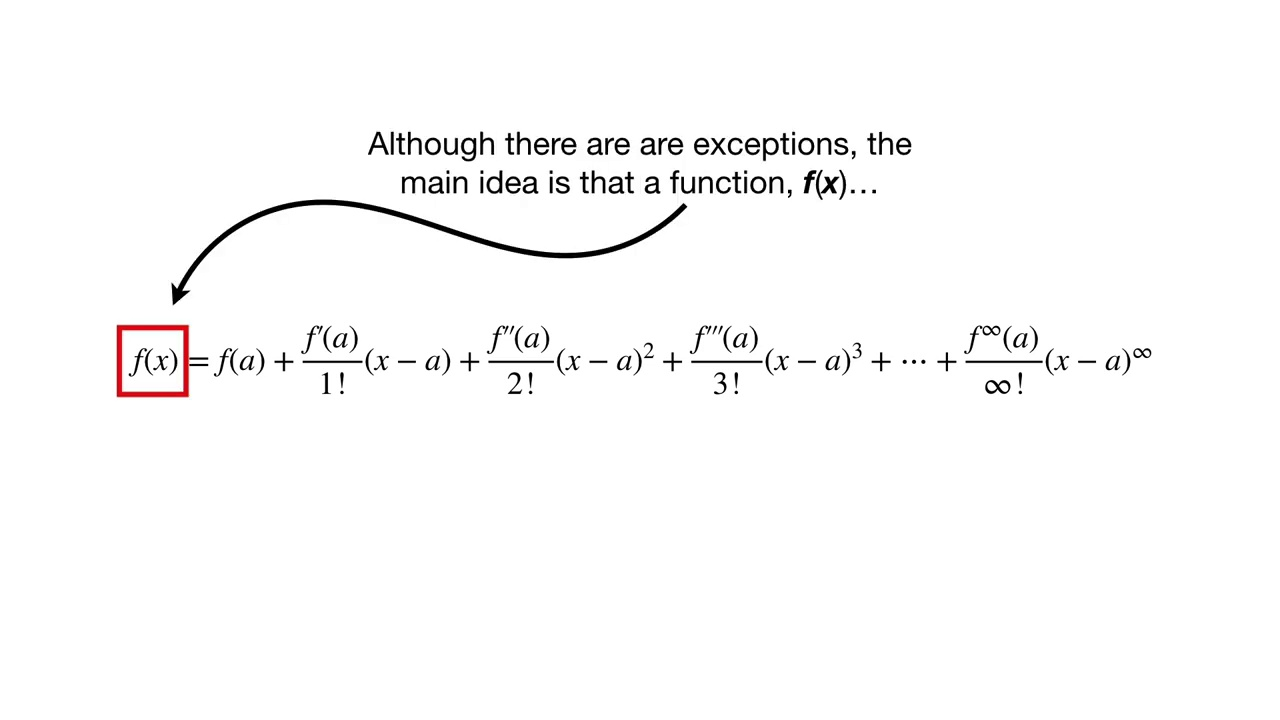 Although there are are exceptions, the
main idea is that a function, f(x)…
f(x) = f(a) + f′(a)/1! (x − a) + f′′(a)/2! (x − a)² + f′′′(a)/3! (x − a)³ + ⋯ + f^∞(a)/∞! (x − a)^∞